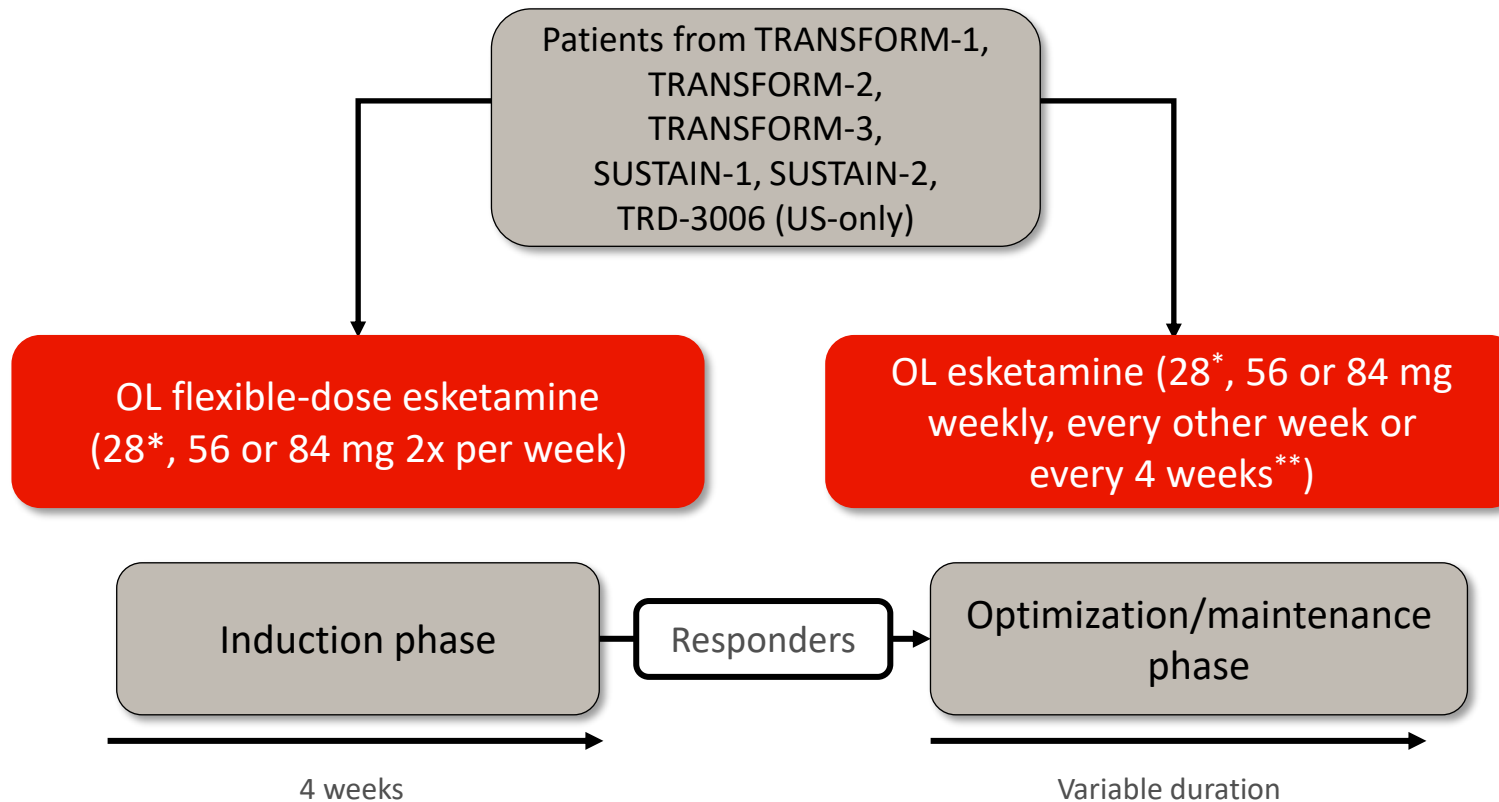 Patients from TRANSFORM-1,
TRANSFORM-2,
TRANSFORM-3,
SUSTAIN-1, SUSTAIN-2,
TRD-3006 (US-only)
OL flexible-dose esketamine
(28*, 56 or 84 mg 2x per week)
OL esketamine (28*, 56 or 84 mg
weekly, every other week or
every 4 weeks**)
Induction phase
Responders
Optimization/maintenance
phase
4 weeks
Variable duration